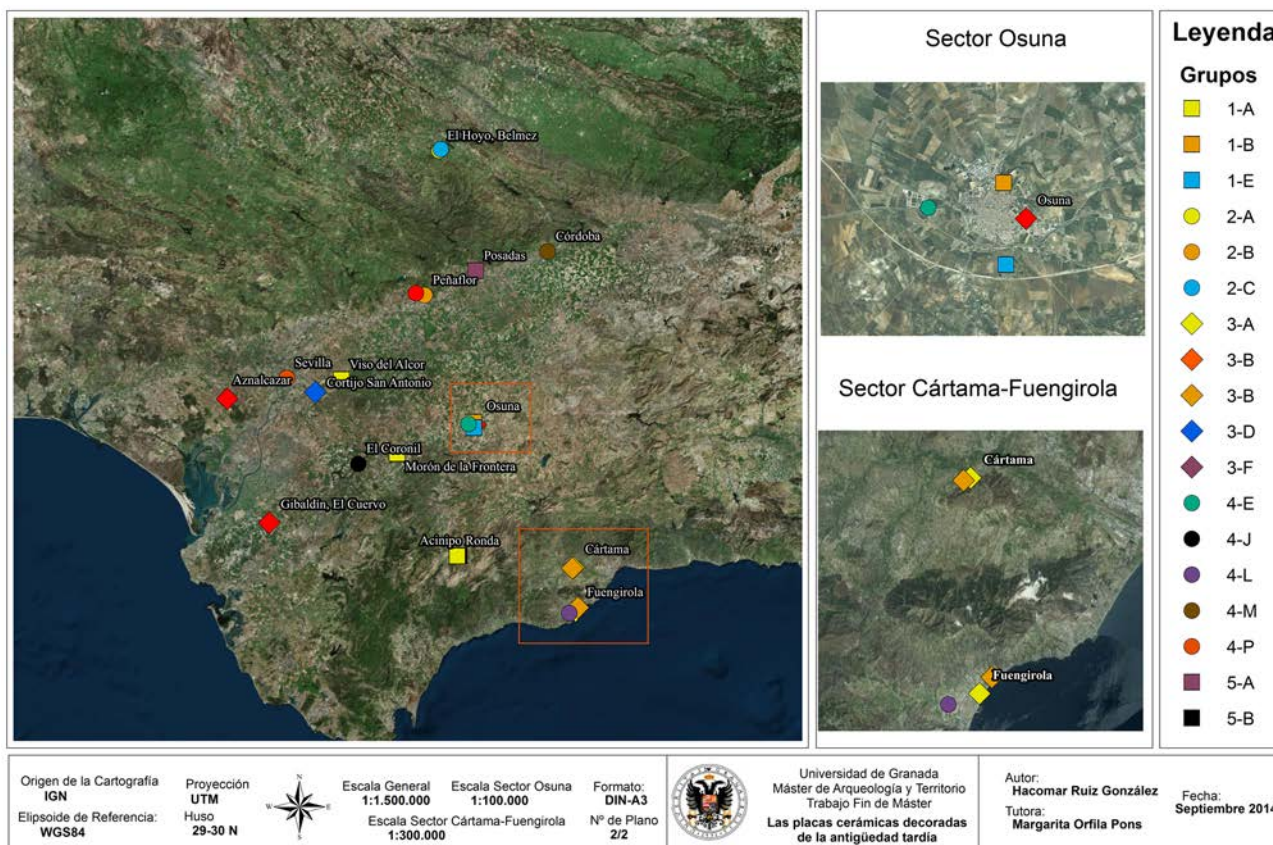 El Hoyo, Belmez
Córdoba
Posadas
Peñaflor
Sevilla
Viso del Alcor
Aznalcazar
Cortijo San Antonio
Osuna
El Coronil
Morón de la Frontera
Gibaldín, El Cuervo
Acinipo Ronda
Cártama
Fuengirola
Sector Osuna
Osuna
Sector Cártama-Fuengirola
Cártama
Fuengirola
Leyenda
Grupos
1-A
1-B
1-E
2-A
2-B
2-C
3-A
3-B
3-B
3-D
3-F
4-E
4-J
4-L
4-M
4-P
5-A
5-B
Origen de la Cartografía
IGN
Elipsoide de Referencia:
WGS84
Proyección
UTM
Huso
29-30 N
N
W
E
S
Escala General
1:1.500.000
Escala Sector Osuna
1:100.000
Escala Sector Cártama-Fuengirola
1:300.000
Formato:
DIN-A3
Nº de Plano
2/2
Universidad de Granada
Máster de Arqueología y Territorio
Trabajo Fin de Máster
Las placas cerámicas decoradas
de la antigüedad tardía
Autor:
Hacomar Ruiz González
Tutora:
Margarita Orfila Pons
Fecha:
Septiembre 2014